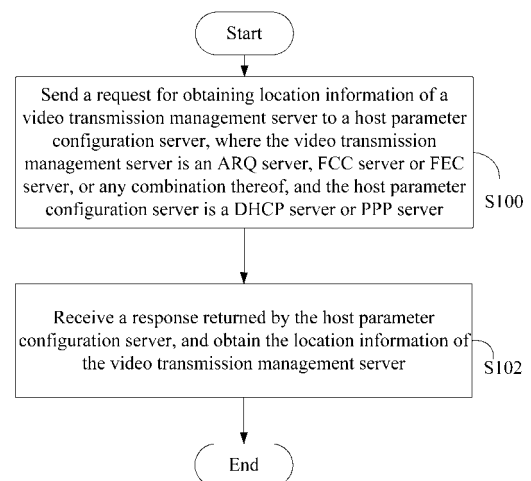 Start
Send a request for obtaining location information of a
video transmission management server to a host parameter
configuration server, where the video transmission
management server is an ARQ server, FCC server or FEC
server, or any combination thereof, and the host parameter
configuration server is a DHCP server or PPP server
S100
Receive a response returned by the host parameter
configuration server, and obtain the location information of
the video transmission management server
S102
End